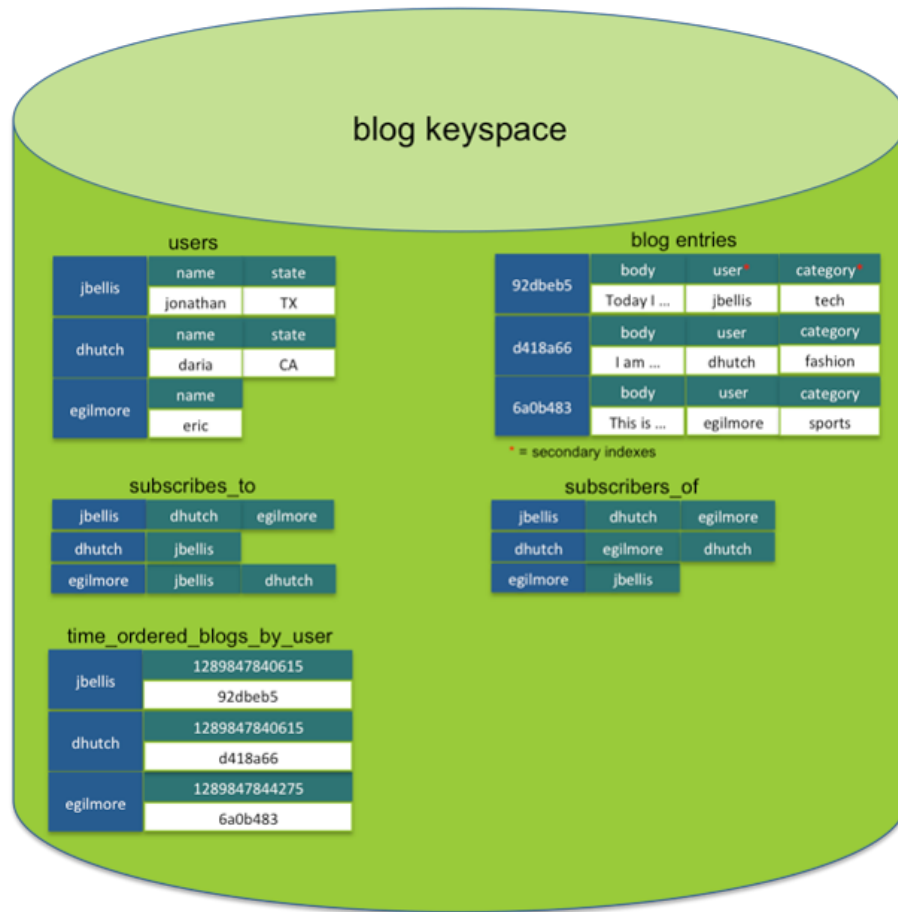 blog keyspace
users
jbellis name state
jonathan TX
dhutch name state
daria CA
egilmore name
eric
blog entries
92dbeb5 body user* category*
Today I ... jbellis tech
d418a66 body user category
I am ... dhutch fashion
6a0b483 body user category
This is ... egilmore sports
* = secondary indexes
subscribes_to
jbellis dhutch egilmore
dhutch jbellis
egilmore jbellis dhutch
subscribers_of
jbellis dhutch egilmore
dhutch egilmore dhutch
egilmore jbellis
time_ordered_blogs_by_user
jbellis 1289847840615
92dbeb5
dhutch 1289847840615
d418a66
egilmore 1289847844275
6a0b483